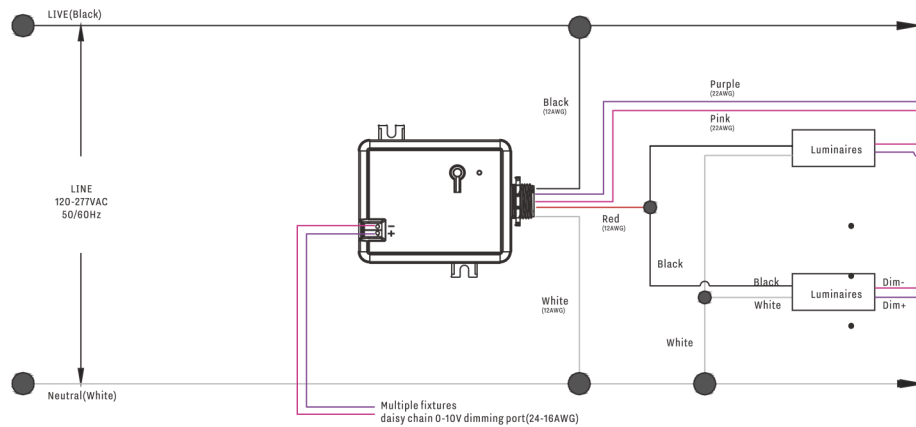 LIVE(Black)
Purple
(22AWG)
Black
(12AWG)
Pink
(22AWG)
Luminaires
LINE
120-277VAC
50/60Hz
−
+
Red
(12AWG)
Black
Black
Dim-
Luminaires
White
(12AWG)
White
Dim+
White
Neutral(White)
Multiple fixtures
daisy chain 0-10V dimming port(24-16AWG)